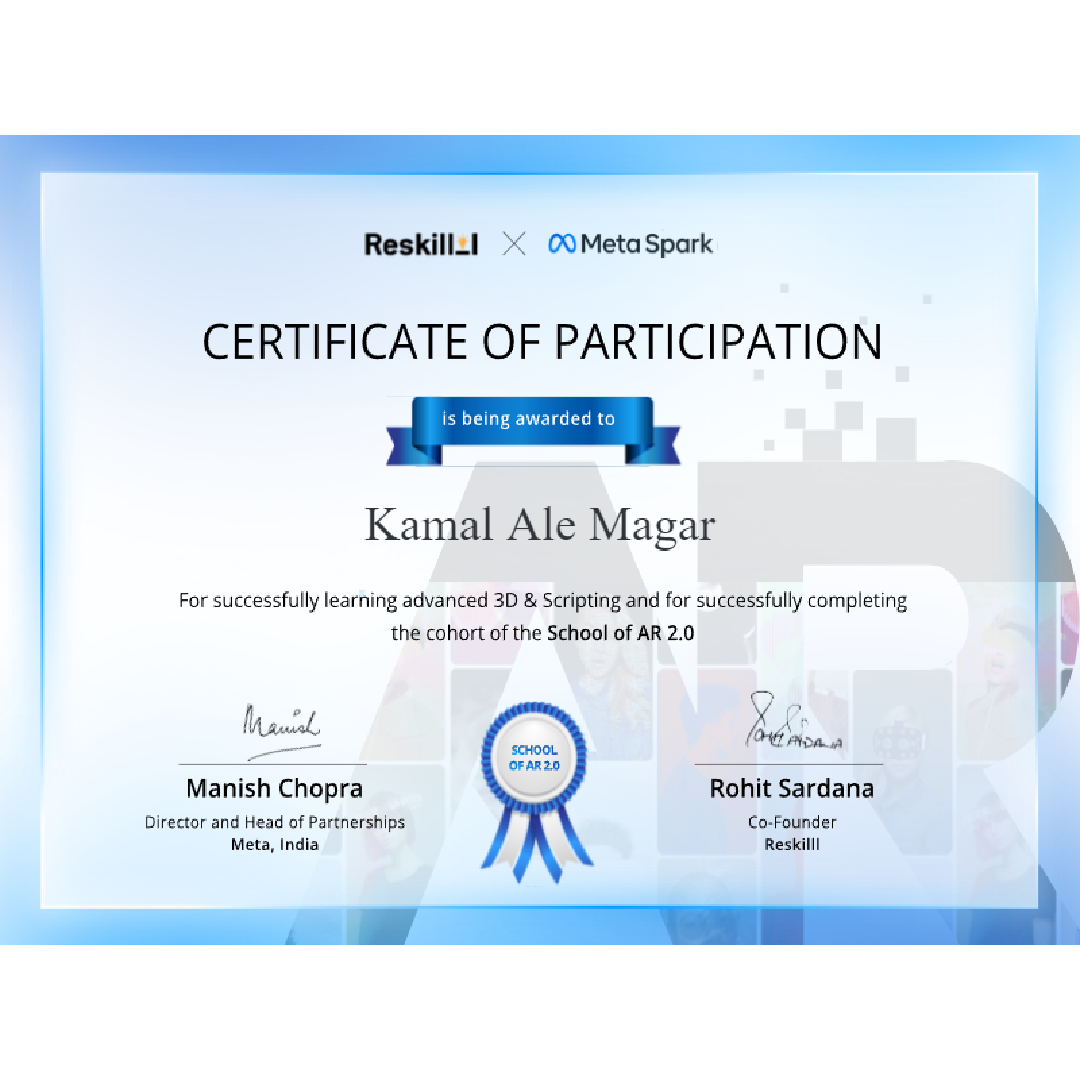 Reskilll X Meta Spark
CERTIFICATE OF PARTICIPATION
is being awarded to
Kamal Ale Magar
For successfully learning advanced 3D & Scripting and for successfully completing
the cohort of the School of AR 2.0
Manish
Manish Chopra
Director and Head of Partnerships
Meta, India
SCHOOL
OF AR 2.0
Rohit Sardana
Rohit Sardana
Co-Founder
Reskilll
AR